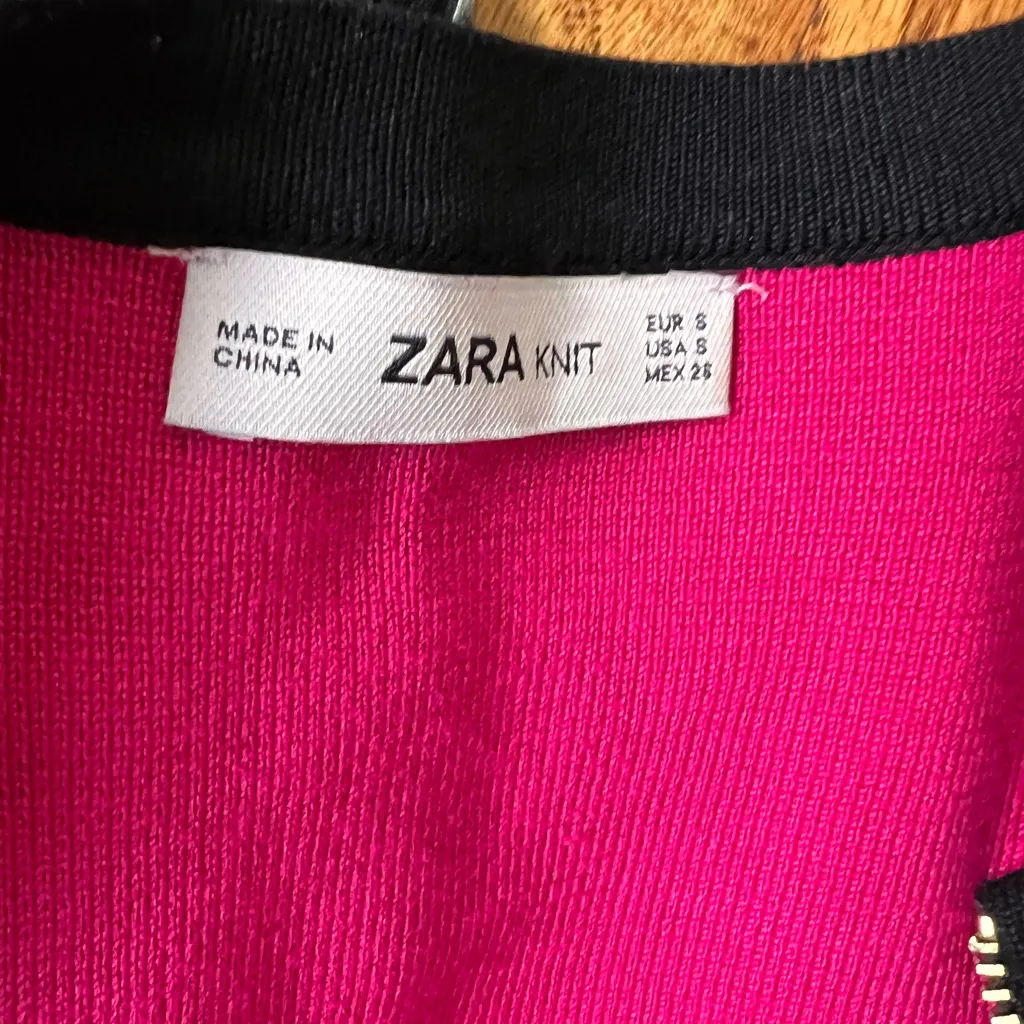 MADE IN
CHINA
ZARA KNIT
EUR S
USA S
MEX 26